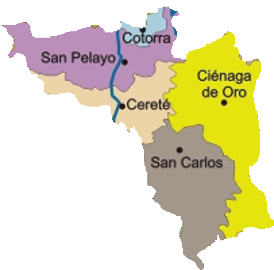 Cotorra
San Pelayo
Ciénaga
de Oro
Cereté
San Carlos